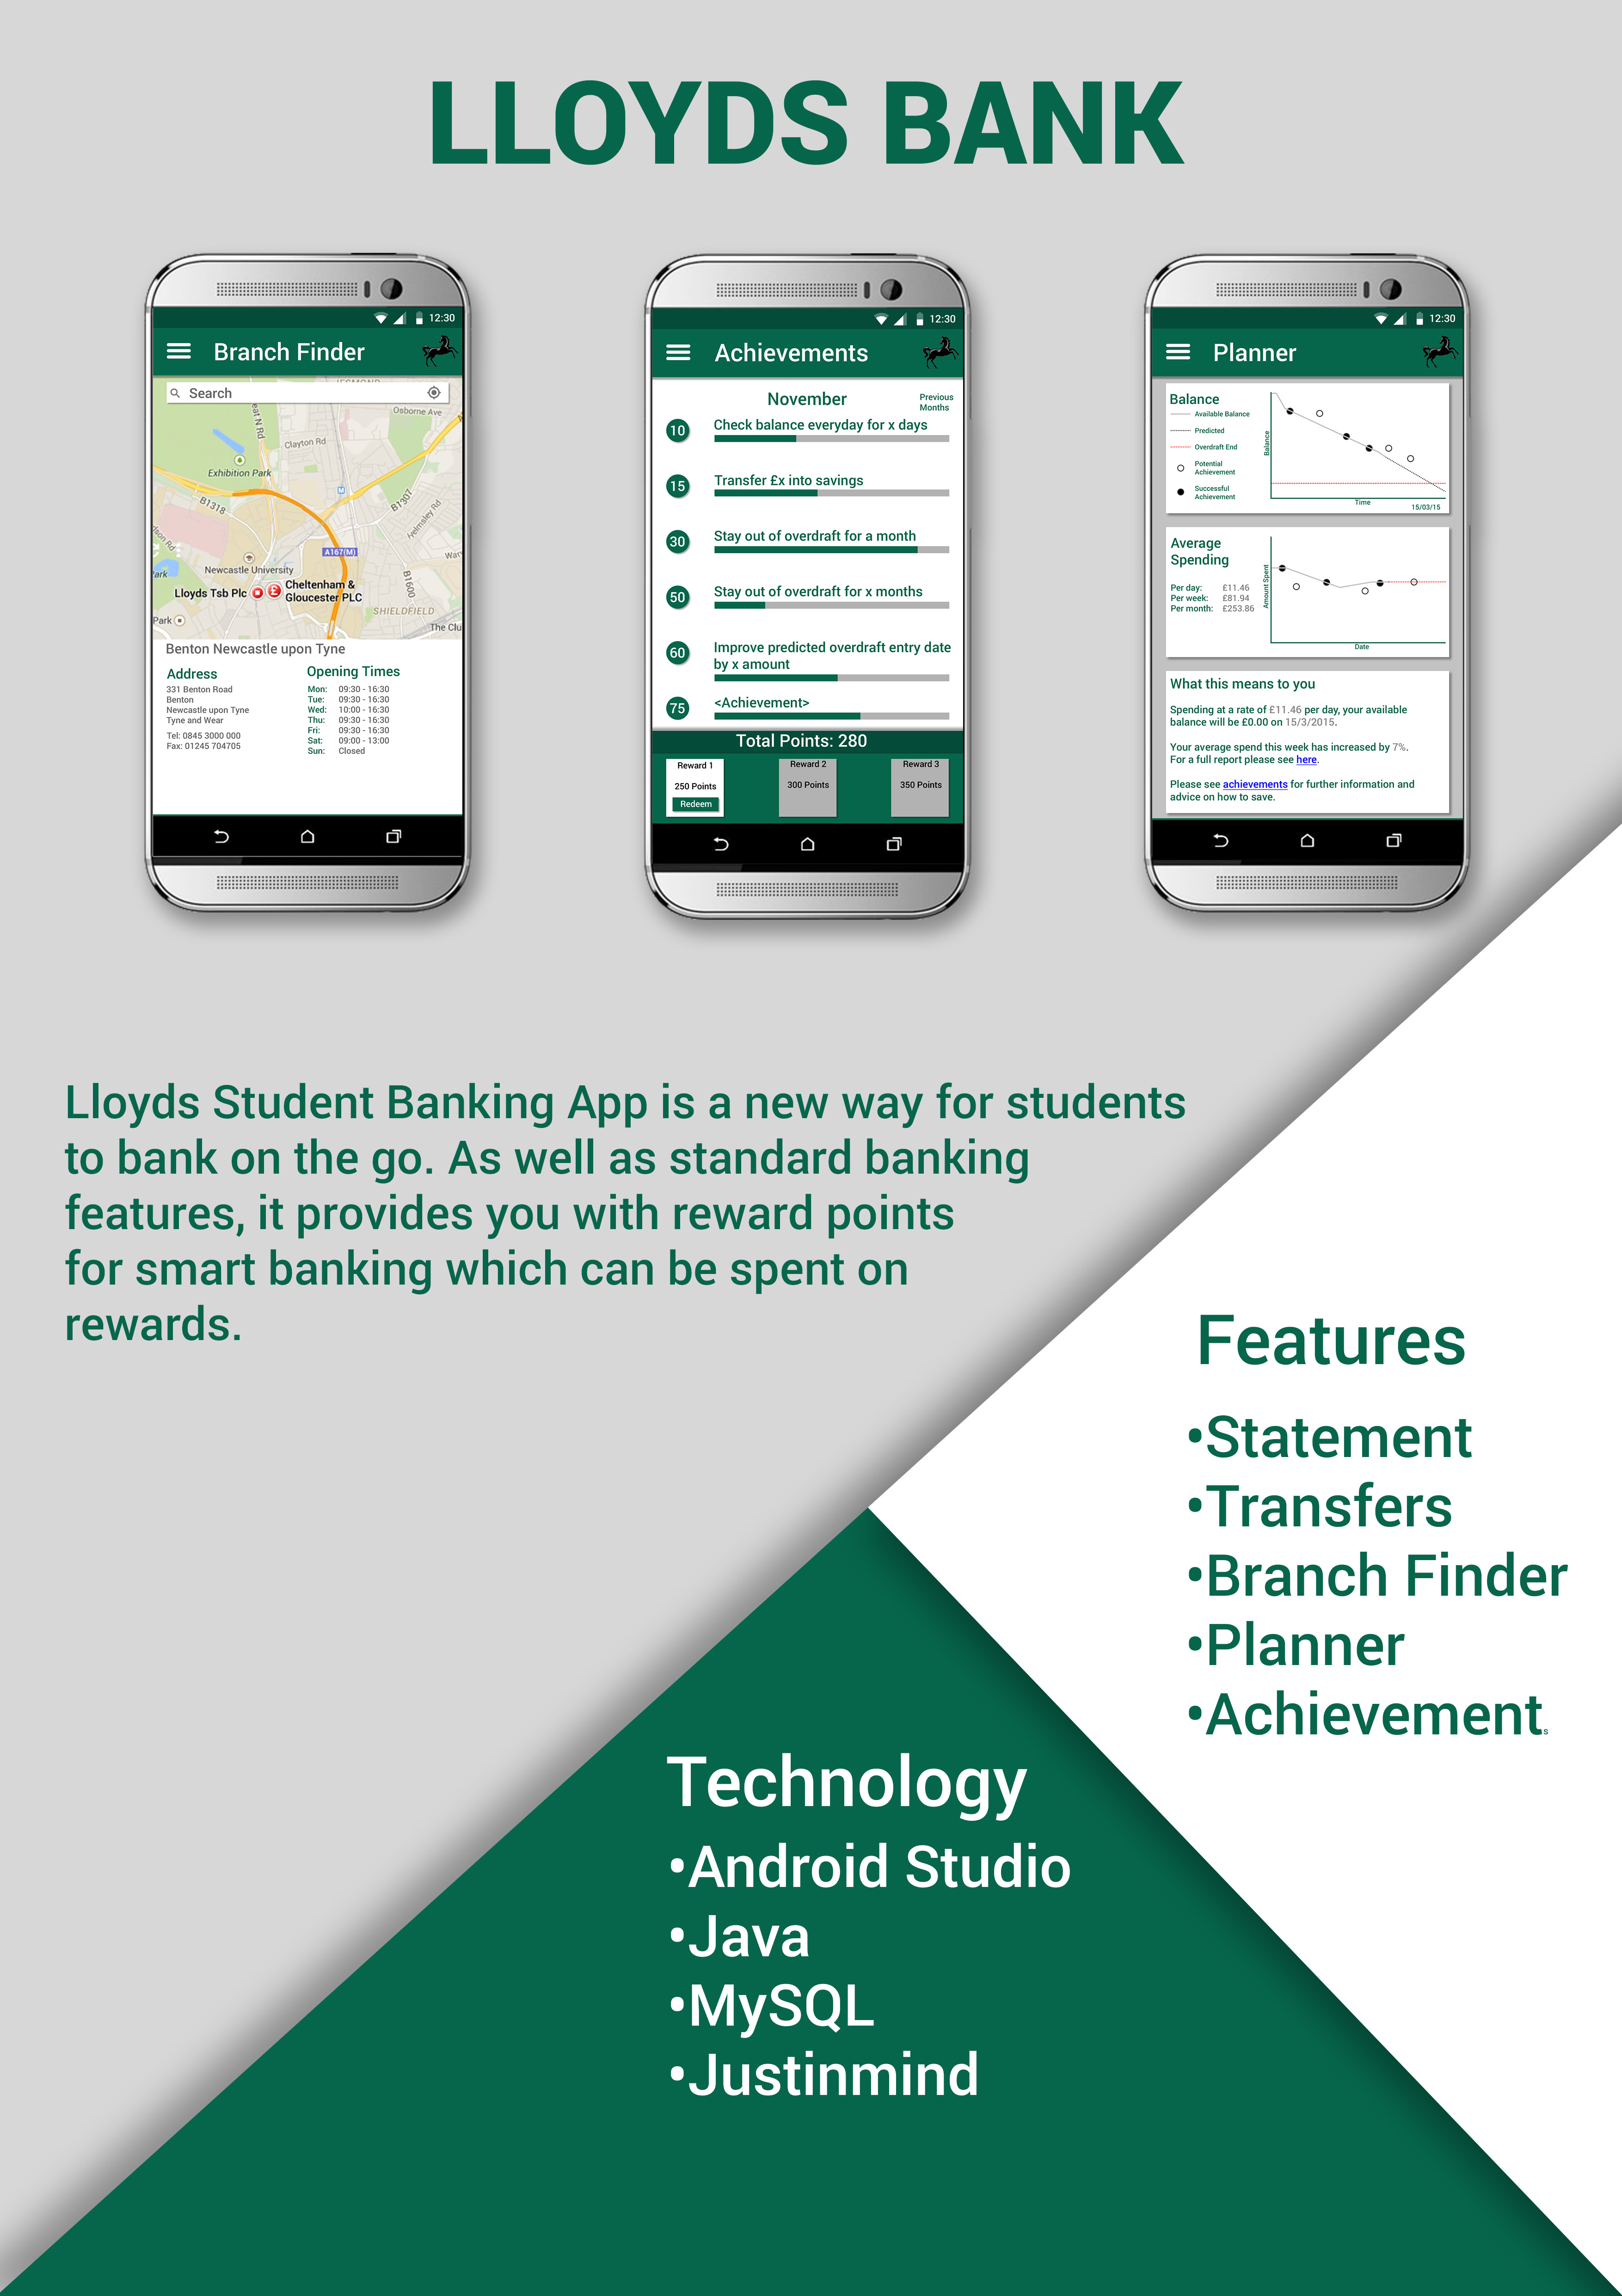 LLOYDS BANK
12:30
Branch Finder
Search
JESMOND
Osborne Ave
eat N Rd
Clayton Rd
Exhibition Park
B1318
B1307
Helmsley Rd
A167(M)
Newcastle University
B1600
Lloyds Tsb Plc
Cheltenham &
Gloucester PLC
SHIELDFIELD
Park
The Clu
Benton Newcastle upon Tyne
Address
331 Benton Road
Benton
Newcastle upon Tyne
Tyne and Wear
Tel: 0845 3000 000
Fax: 01245 704705
Opening Times
Mon: 09:30 - 16:30
Tue: 09:30 - 16:30
Wed: 10:00 - 16:30
Thu: 09:30 - 16:30
Fri: 09:30 - 16:30
Sat: 09:00 - 13:00
Sun: Closed
12:30
Achievements
November
Previous
Months
10 Check balance everyday for x days
15 Transfer £x into savings
30 Stay out of overdraft for a month
50 Stay out of overdraft for x months
60 Improve predicted overdraft entry date
by x amount
75 <Achievement>
Total Points: 280
Reward 1
250 Points
Redeem
Reward 2
300 Points
Reward 3
350 Points
12:30
Planner
Balance
Available Balance
Predicted
Overdraft End
Potential
Achievement
Successful
Achievement
Balance
Time
15/03/15
Average
Spending
Per day: £11.46
Per week: £81.94
Per month: £253.86
Amount Spent
Date
What this means to you
Spending at a rate of £11.46 per day, your available
balance will be £0.00 on 15/3/2015.
Your average spend this week has increased by 7%.
For a full report please see here.
Please see achievements for further information and
advice on how to save.
Lloyds Student Banking App is a new way for students
to bank on the go. As well as standard banking
features, it provides you with reward points
for smart banking which can be spent on
rewards.
Features
•Statement
•Transfers
•Branch Finder
•Planner
•Achievements
Technology
•Android Studio
•Java
•MySQL
•Justinmind